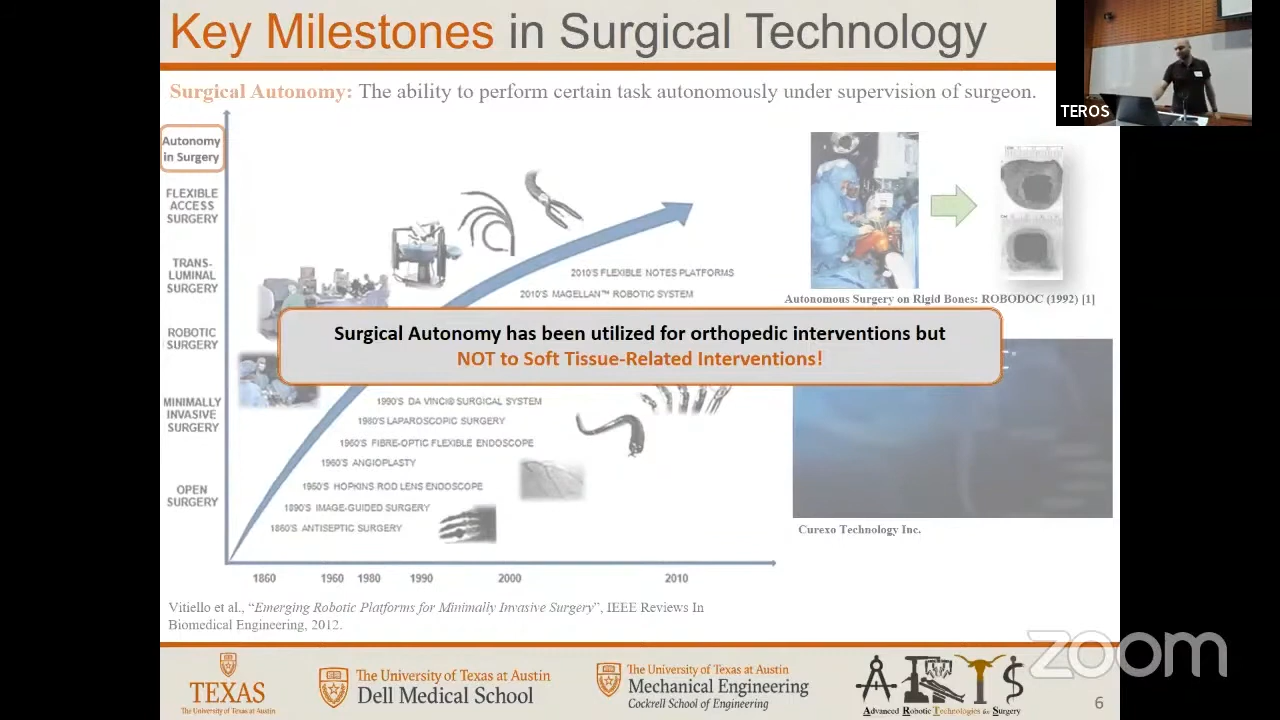 Key Milestones in Surgical Technology
TEROS
Surgical Autonomy: The ability to perform certain task autonomously under supervision of surgeon.
Autonomy
in Surgery
FLEXIBLE
ACCESS
SURGERY
TRANS-
LUMINAL
SURGERY
ROBOTIC
SURGERY
MINIMALLY
INVASIVE
SURGERY
OPEN
SURGERY
2010'S FLEXIBLE NOTES PLATFORMS
2010'S MAGELLAN™ ROBOTIC SYSTEM
Surgical Autonomy has been utilized for orthopedic interventions but
NOT to Soft Tissue-Related Interventions!
1990'S DA VINCI® SURGICAL SYSTEM
1980'S LAPAROSCOPIC SURGERY
1960'S FIBRE-OPTIC FLEXIBLE ENDOSCOPE
1960'S ANGIOPLASTY
1950'S HOPKINS ROD LENS ENDOSCOPE
1890'S IMAGE-GUIDED SURGERY
1860'S ANTISEPTIC SURGERY
1860 1960 1980 1990 2000 2010
Autonomous Surgery on Rigid Bones: ROBODOC (1992) [1]
Curexo Technology Inc.
Vitiello et al., “Emerging Robotic Platforms for Minimally Invasive Surgery”, IEEE Reviews In
Biomedical Engineering, 2012.
zoom
TEXAS
The University of Texas at Austin
The University of Texas at Austin
Dell Medical School
The University of Texas at Austin
Mechanical Engineering
Cockrell School of Engineering
ARTS
Advanced Robotic Technologies for Surgery
6